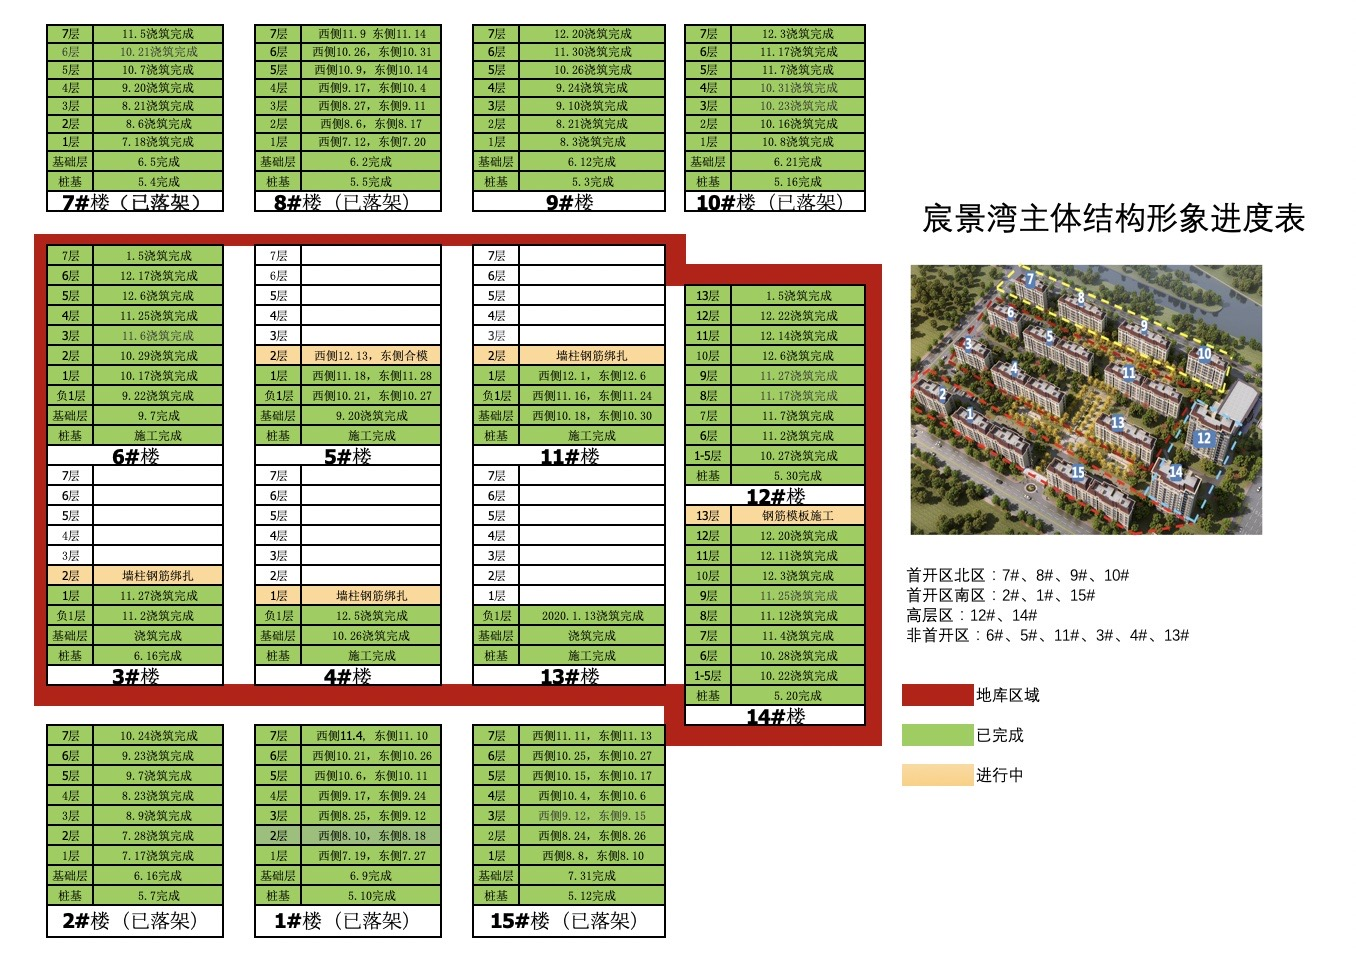 7层 11.5浇筑完成
6层 10.21浇筑完成
5层 10.7浇筑完成
4层 9.20浇筑完成
3层 8.21浇筑完成
2层 8.6浇筑完成
1层 7.18浇筑完成
基础层 6.5完成
桩基 5.4完成
7#楼（已落架）
7层 西侧11.9 东侧11.14
6层 西侧10.26，东侧10.31
5层 西侧10.9，东侧10.14
4层 西侧9.17，东侧10.4
3层 西侧8.27，东侧9.11
2层 西侧8.6，东侧8.17
1层 西侧7.12，东侧7.20
基础层 6.2完成
桩基 5.5完成
8#楼（已落架）
7层 12.20浇筑完成
6层 11.30浇筑完成
5层 10.26浇筑完成
4层 9.24浇筑完成
3层 9.10浇筑完成
2层 8.21浇筑完成
1层 8.3浇筑完成
基础层 6.12完成
桩基 5.3完成
9#楼
7层 12.3浇筑完成
6层 11.17浇筑完成
5层 11.7浇筑完成
4层 10.31浇筑完成
3层 10.23浇筑完成
2层 10.16浇筑完成
1层 10.8浇筑完成
基础层 6.21完成
桩基 5.16完成
10#楼（已落架）
宸景湾主体结构形象进度表
7层 1.5浇筑完成
6层 12.17浇筑完成
5层 12.6浇筑完成
4层 11.25浇筑完成
3层 11.6浇筑完成
2层 10.29浇筑完成
1层 10.17浇筑完成
负1层 9.22浇筑完成
基础层 9.7完成
桩基 施工完成
6#楼
7层
6层
5层
4层
3层
2层 西侧12.13，东侧合模
1层 西侧11.18，东侧11.28
负1层 西侧10.21，东侧10.27
基础层 9.20浇筑完成
桩基 施工完成
5#楼
7层
6层
5层
4层
3层
2层 墙柱钢筋绑扎
1层 西侧12.1，东侧12.6
负1层 西侧11.16，东侧11.24
基础层 西侧10.18，东侧10.30
桩基 施工完成
11#楼
13层 1.5浇筑完成
12层 12.22浇筑完成
11层 12.14浇筑完成
10层 12.6浇筑完成
9层 11.27浇筑完成
8层 11.17浇筑完成
7层 11.7浇筑完成
6层 11.2浇筑完成
1-5层 10.27浇筑完成
桩基 5.30完成
12#楼
7
8
9
10
6
5
3
4
11
2
1
13
12
15
14
7层
6层
5层
4层
3层
2层 墙柱钢筋绑扎
1层 11.27浇筑完成
负1层 11.2浇筑完成
基础层 浇筑完成
桩基 6.16完成
3#楼
7层
6层
5层
4层
3层
2层
1层 墙柱钢筋绑扎
负1层 12.5浇筑完成
基础层 10.26浇筑完成
桩基 施工完成
4#楼
7层
6层
5层
4层
3层
2层
1层
负1层 2020.1.13浇筑完成
基础层 浇筑完成
桩基 施工完成
13#楼
13层 钢筋模板施工
12层 12.20浇筑完成
11层 12.11浇筑完成
10层 12.3浇筑完成
9层 11.25浇筑完成
8层 11.12浇筑完成
7层 11.4浇筑完成
6层 10.28浇筑完成
1-5层 10.22浇筑完成
桩基 5.20完成
14#楼
首开区北区：7#、8#、9#、10#
首开区南区：2#、1#、15#
高层区：12#、14#
非首开区：6#、5#、11#、3#、4#、13#
地库区域
已完成
进行中
7层 10.24浇筑完成
6层 9.23浇筑完成
5层 9.7浇筑完成
4层 8.23浇筑完成
3层 8.9浇筑完成
2层 7.28浇筑完成
1层 7.17浇筑完成
基础层 6.16完成
桩基 5.7完成
2#楼（已落架）
7层 西侧11.4，东侧11.10
6层 西侧10.21，东侧10.26
5层 西侧10.6，东侧10.11
4层 西侧9.17，东侧9.24
3层 西侧8.25，东侧9.12
2层 西侧8.10，东侧8.18
1层 西侧7.19，东侧7.27
基础层 6.9完成
桩基 5.10完成
1#楼（已落架）
7层 西侧11.11，东侧11.13
6层 西侧10.25，东侧10.27
5层 西侧10.15，东侧10.17
4层 西侧10.4，东侧10.6
3层 西侧9.12，东侧9.15
2层 西侧8.24，东侧8.26
1层 西侧8.8，东侧8.10
基础层 7.31完成
桩基 5.12完成
15#楼（已落架）